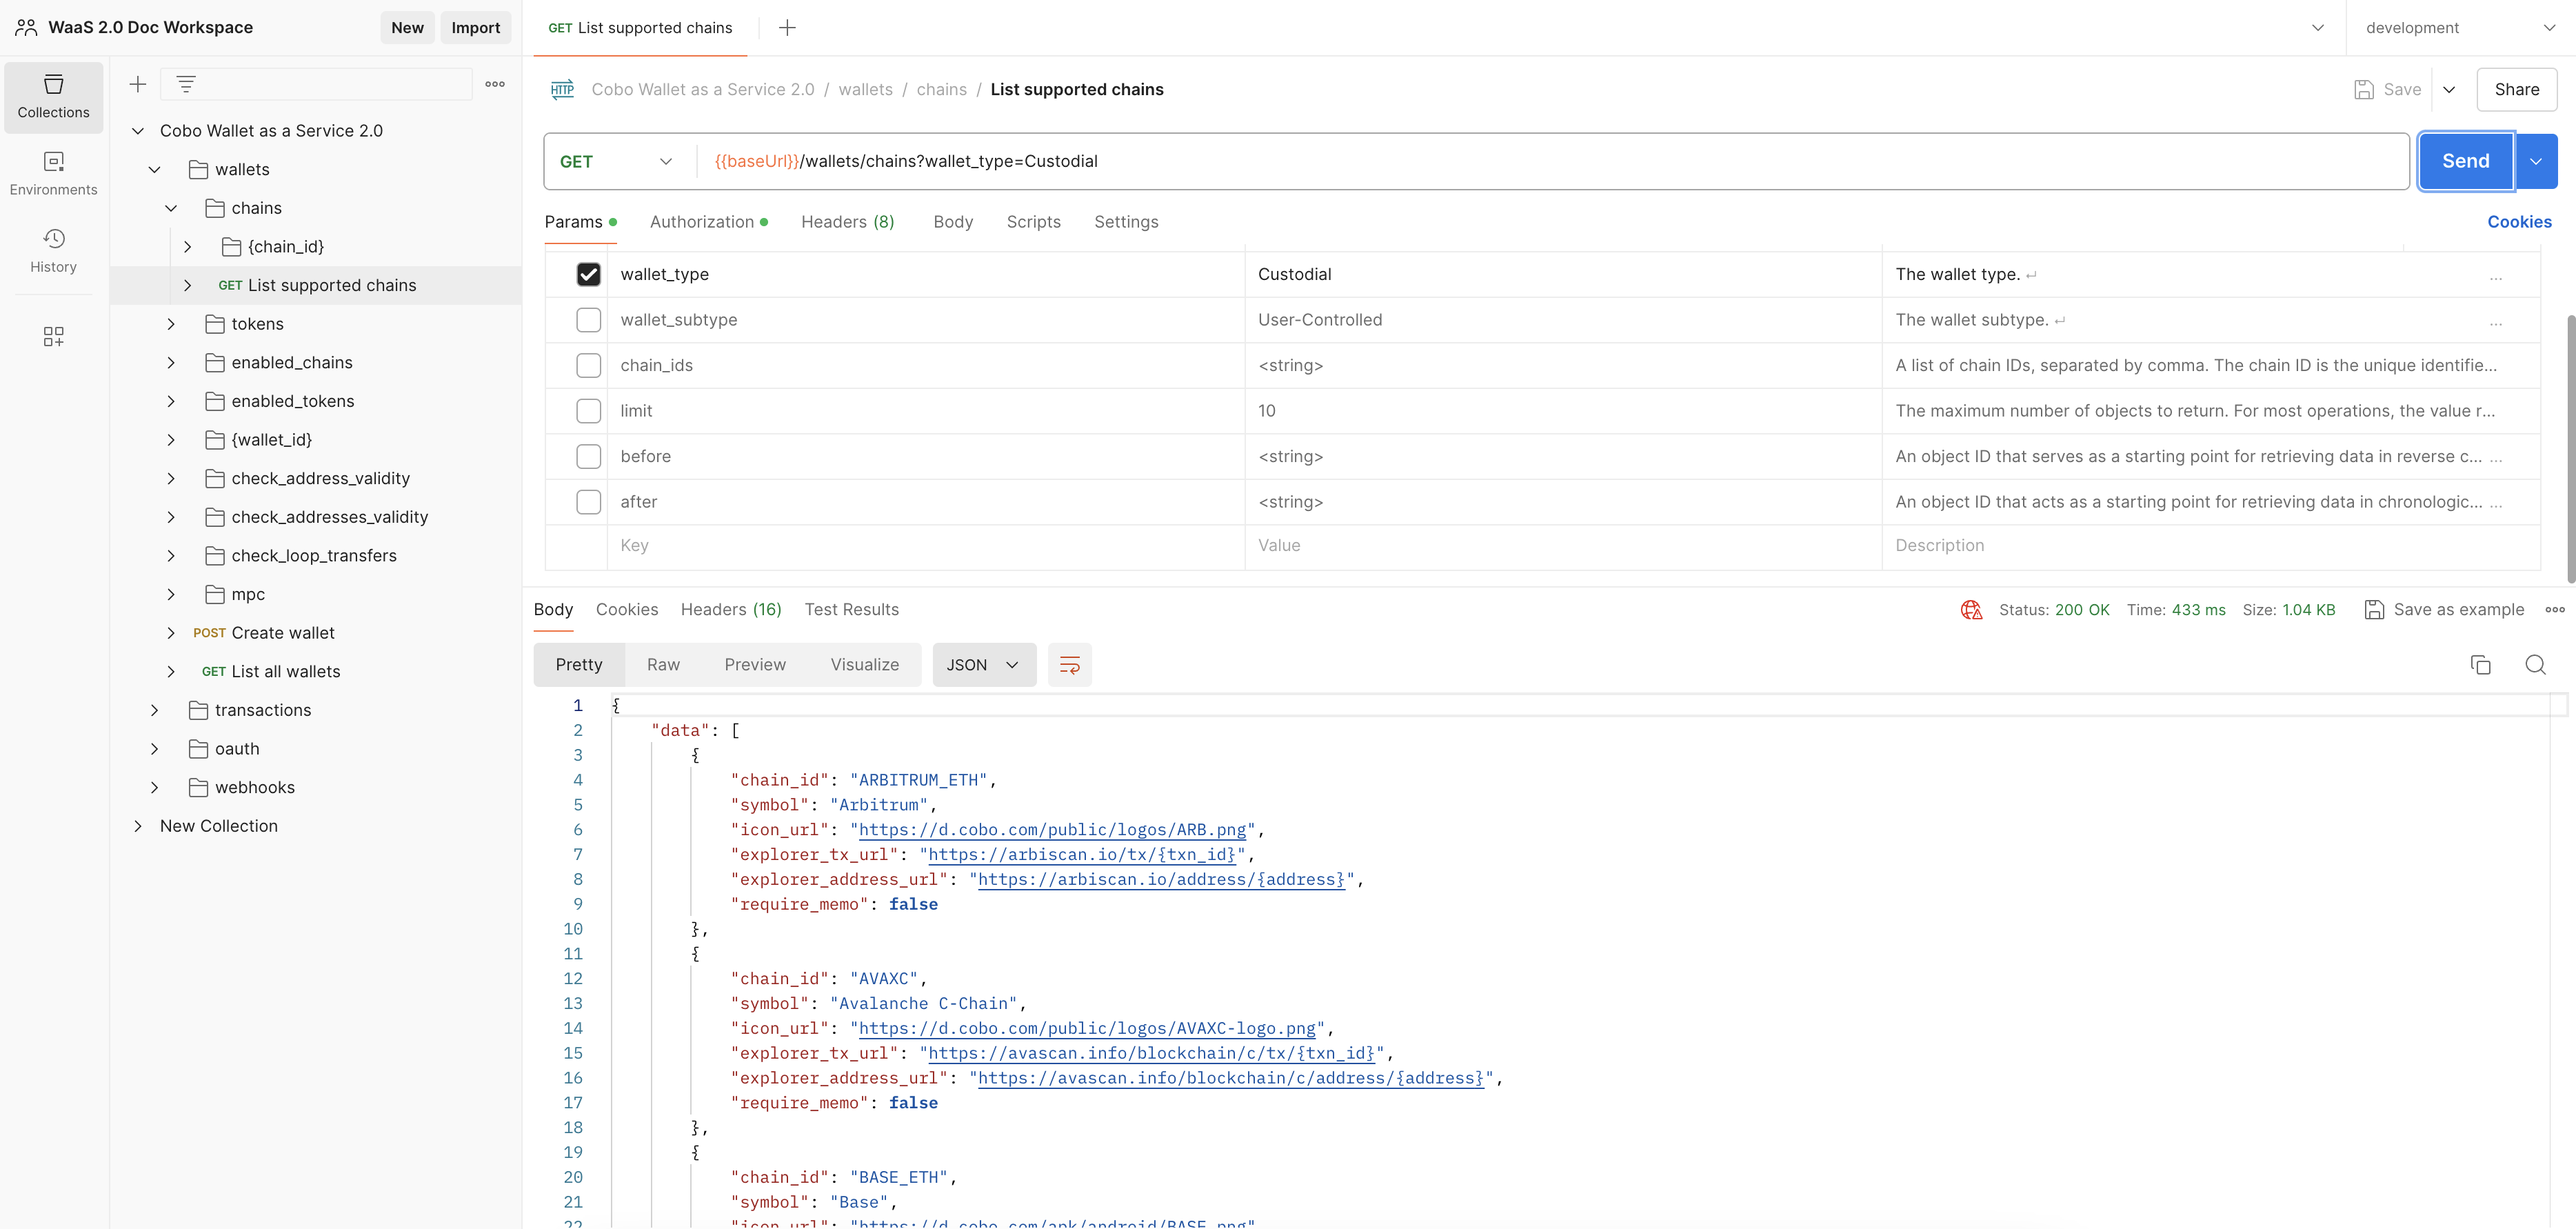 WaaS 2.0 Doc Workspace
New
Import
GET List supported chains
development
Collections
Environments
History
Cobo Wallet as a Service 2.0
wallets
chains
{chain_id}
GET List supported chains
tokens
enabled_chains
enabled_tokens
{wallet_id}
check_address_validity
check_addresses_validity
check_loop_transfers
mpc
POST Create wallet
GET List all wallets
transactions
oauth
webhooks
New Collection
HTTP Cobo Wallet as a Service 2.0 / wallets / chains / List supported chains
Save
Share
GET {{baseUrl}}/wallets/chains?wallet_type=Custodial
Send
Params Authorization Headers (8) Body Scripts Settings
Cookies
wallet_type Custodial The wallet type. ↵ ...
wallet_subtype User-Controlled The wallet subtype. ↵ ...
chain_ids <string> A list of chain IDs, separated by comma. The chain ID is the unique identifie...
limit 10 The maximum number of objects to return. For most operations, the value r...
before <string> An object ID that serves as a starting point for retrieving data in reverse c... ...
after <string> An object ID that acts as a starting point for retrieving data in chronologic... ...
Key Value Description
Body Cookies Headers (16) Test Results
Status: 200 OK Time: 433 ms Size: 1.04 KB
Save as example
Pretty Raw Preview Visualize JSON
1 {
2 "data": [
3 {
4 "chain_id": "ARBITRUM_ETH",
5 "symbol": "Arbitrum",
6 "icon_url": "https://d.cobo.com/public/logos/ARB.png",
7 "explorer_tx_url": "https://arbiscan.io/tx/{txn_id}",
8 "explorer_address_url": "https://arbiscan.io/address/{address}",
9 "require_memo": false
10 },
11 {
12 "chain_id": "AVAXC",
13 "symbol": "Avalanche C-Chain",
14 "icon_url": "https://d.cobo.com/public/logos/AVAXC-logo.png",
15 "explorer_tx_url": "https://avascan.info/blockchain/c/tx/{txn_id}",
16 "explorer_address_url": "https://avascan.info/blockchain/c/address/{address}",
17 "require_memo": false
18 },
19 {
20 "chain_id": "BASE_ETH",
21 "symbol": "Base",
22 "icon_url": "https://d.cobo.com/apk/android/BASE.png"